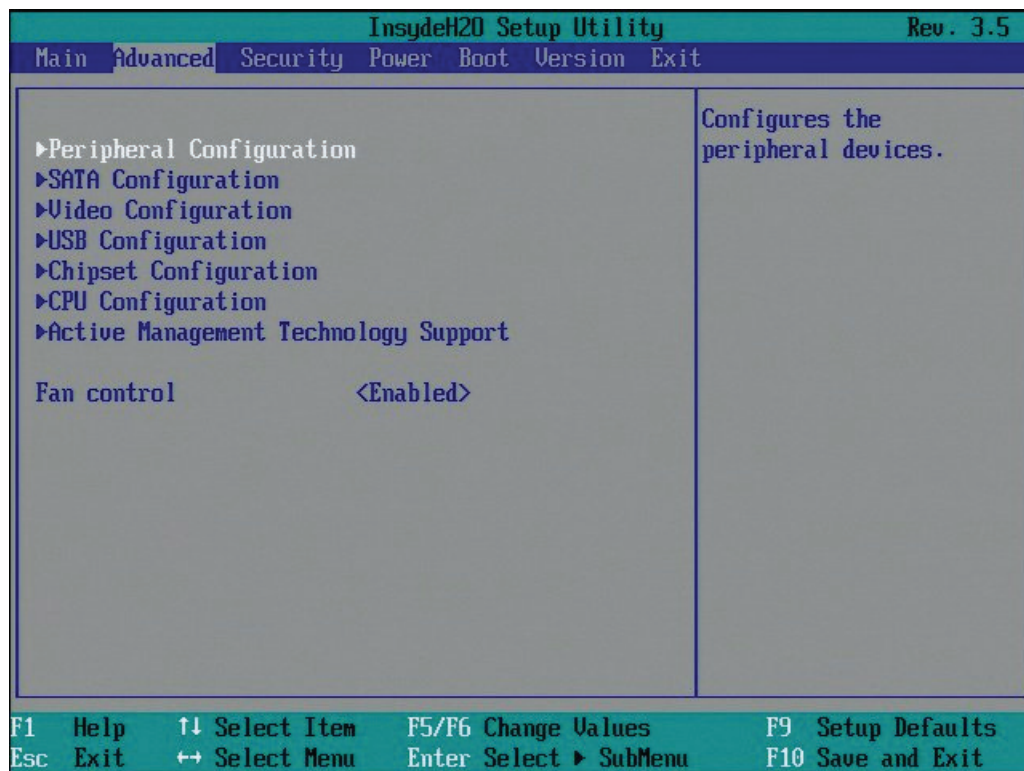 InsydeH2O Setup Utility Rev. 3.5
Main Advanced Security Power Boot Version Exit
▶Peripheral Configuration
▶SATA Configuration
▶Video Configuration
▶USB Configuration
▶Chipset Configuration
▶CPU Configuration
▶Active Management Technology Support
Fan control <Enabled>
Configures the
peripheral devices.
F1 Help ↑↓ Select Item F5/F6 Change Values F9 Setup Defaults
Esc Exit ↔ Select Menu Enter Select ▶ SubMenu F10 Save and Exit